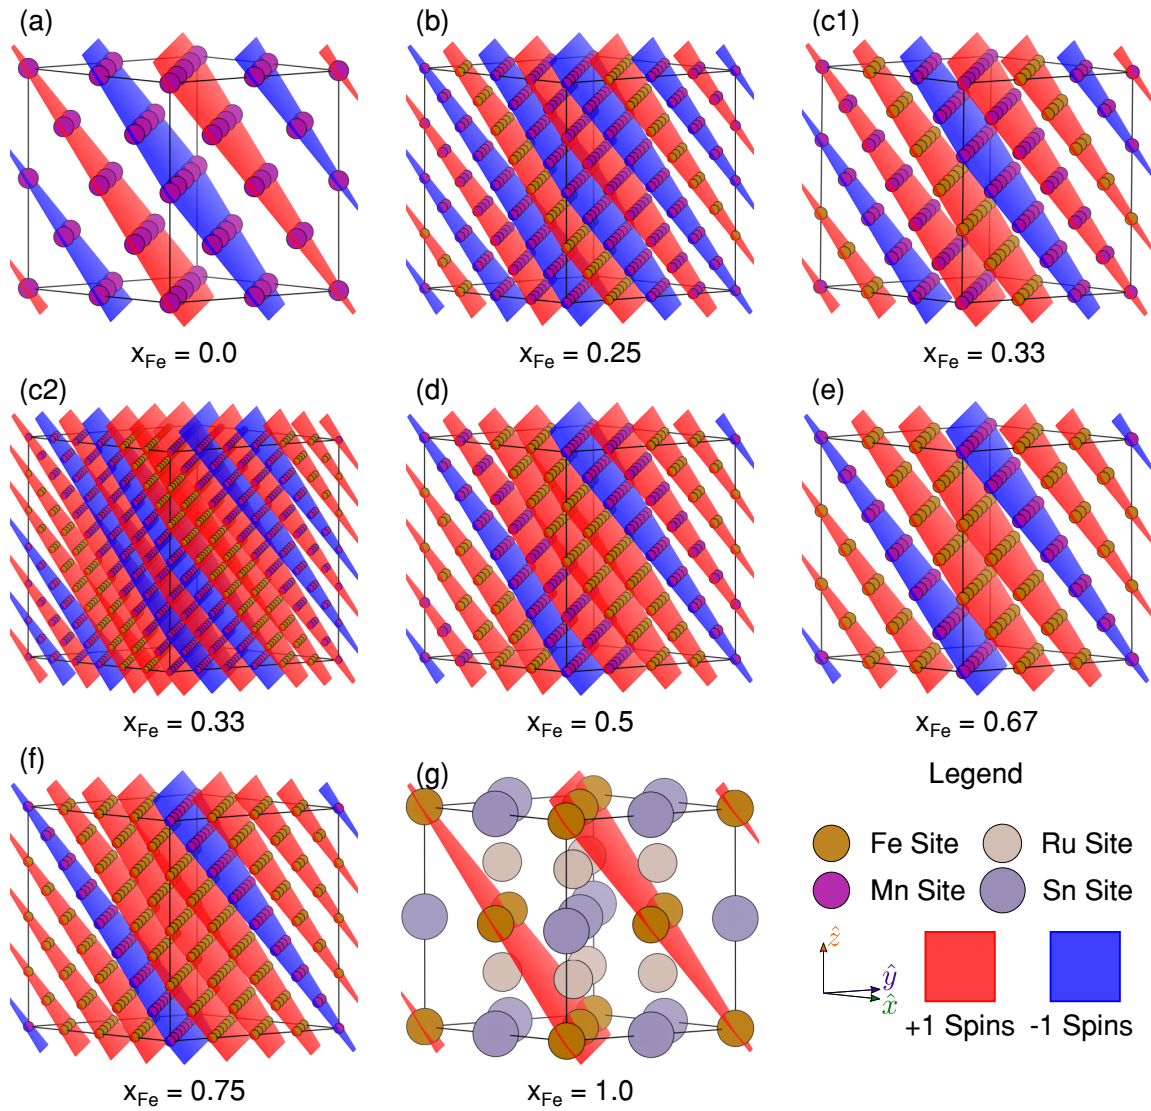 (a)
(b)
(c1)
x_Fe = 0.0
x_Fe = 0.25
x_Fe = 0.33
(c2)
(d)
(e)
x_Fe = 0.33
x_Fe = 0.5
x_Fe = 0.67
(f)
(g)
Legend
Fe Site
Ru Site
Mn Site
Sn Site
ẑ
ŷ
x̂
+1 Spins
-1 Spins
x_Fe = 0.75
x_Fe = 1.0